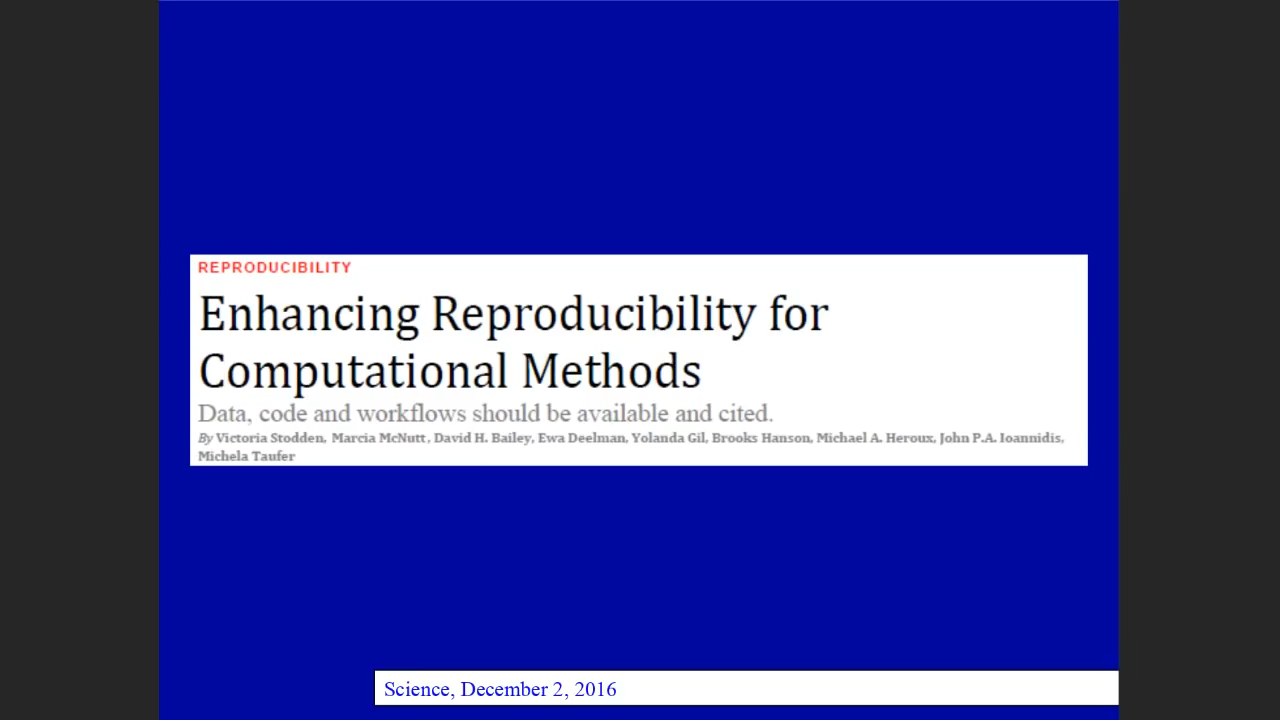 REPRODUCIBILITY
Enhancing Reproducibility for
Computational Methods
Data, code and workflows should be available and cited.
By Victoria Stodden, Marcia McNutt, David H. Bailey, Ewa Deelman, Yolanda Gil, Brooks Hanson, Michael A. Heroux, John P.A. Ioannidis,
Michela Taufer
Science, December 2, 2016